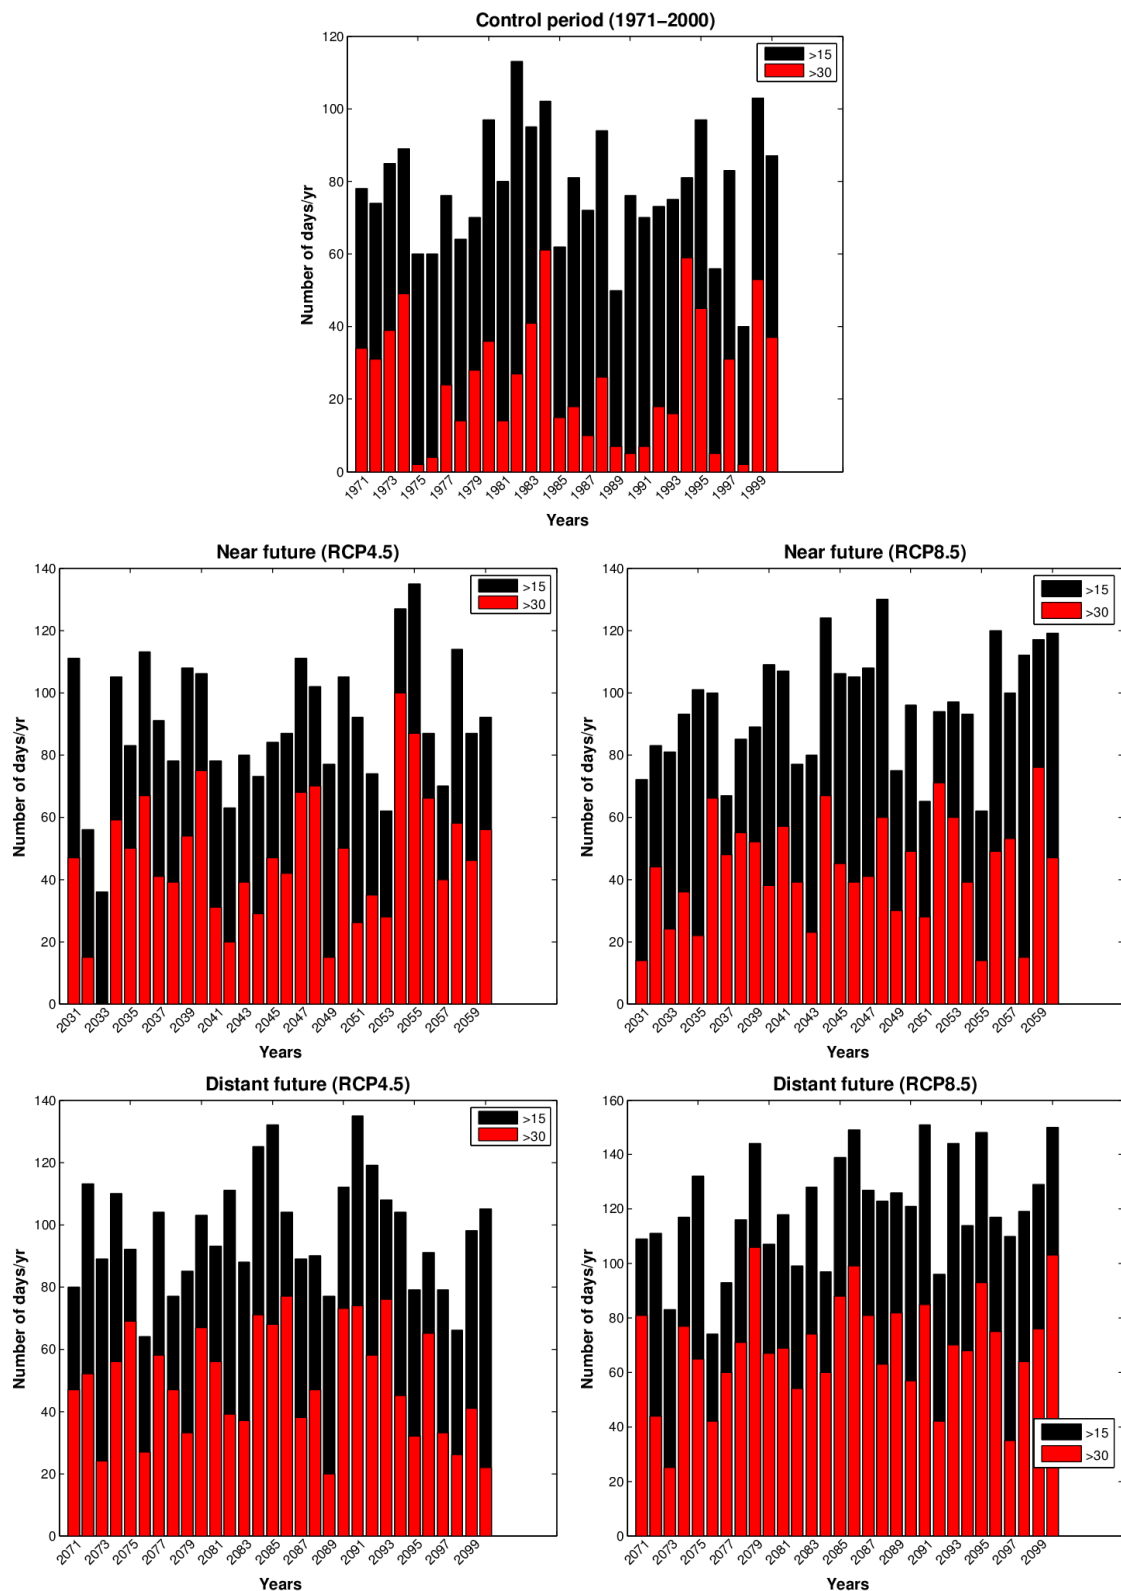 Control period (1971−2000)
120
100
80
60
40
20
0
Number of days/yr
>15
>30
1971 1973 1975 1977 1979 1981 1983 1985 1987 1989 1991 1993 1995 1997 1999
Years
Near future (RCP4.5)
140
120
100
80
60
40
20
0
Number of days/yr
>15
>30
2031 2033 2035 2037 2039 2041 2043 2045 2047 2049 2051 2053 2055 2057 2059
Years
Near future (RCP8.5)
140
120
100
80
60
40
20
0
Number of days/yr
>15
>30
2031 2033 2035 2037 2039 2041 2043 2045 2047 2049 2051 2053 2055 2057 2059
Years
Distant future (RCP4.5)
140
120
100
80
60
40
20
0
Number of days/yr
>15
>30
2071 2073 2075 2077 2079 2081 2083 2085 2087 2089 2091 2093 2095 2097 2099
Years
Distant future (RCP8.5)
160
140
120
100
80
60
40
20
0
Number of days/yr
>15
>30
2071 2073 2075 2077 2079 2081 2083 2085 2087 2089 2091 2093 2095 2097 2099
Years